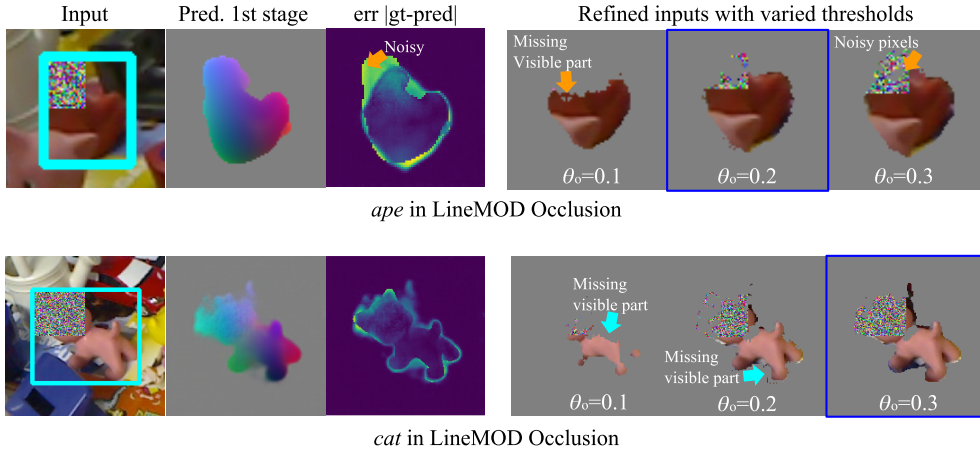 Input Pred. 1st stage err |gt-pred| Refined inputs with varied thresholds
Noisy
Missing
Visible part
Noisy pixels
θo=0.1 θo=0.2 θo=0.3
ape in LineMOD Occlusion
Missing
visible part
Missing
visible part
θo=0.1 θo=0.2 θo=0.3
cat in LineMOD Occlusion